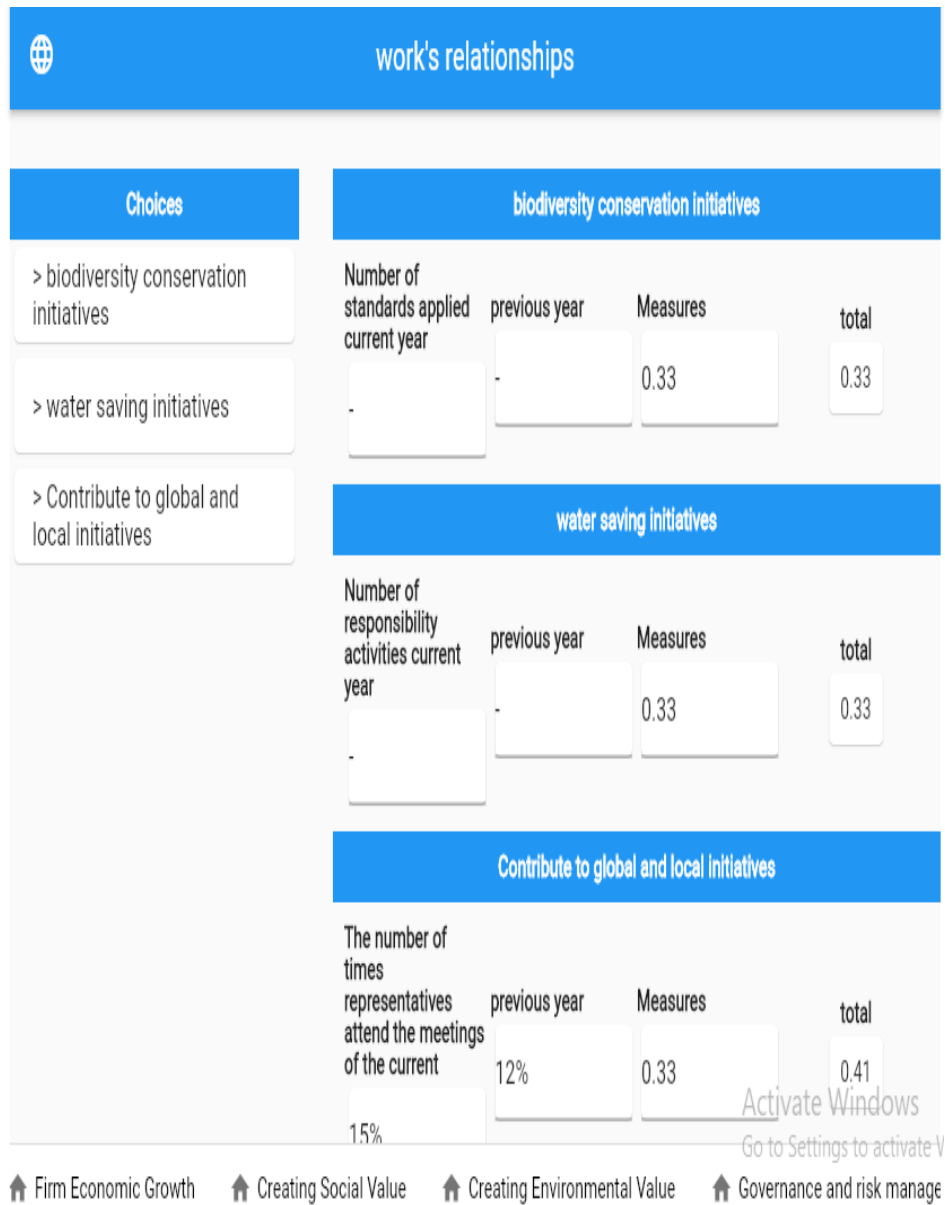 work's relationships
Choices
> biodiversity conservation
initiatives
> water saving initiatives
> Contribute to global and
local initiatives
biodiversity conservation initiatives
Number of
standards applied
current year
-
previous year
-
Measures
0.33
total
0.33
water saving initiatives
Number of
responsibility
activities current
year
-
previous year
-
Measures
0.33
total
0.33
Contribute to global and local initiatives
The number of
times
representatives
attend the meetings
of the current
15%
previous year
12%
Measures
0.33
total
0.41
Activate Windows
Go to Settings to activate
Firm Economic Growth
Creating Social Value
Creating Environmental Value
Governance and risk manage